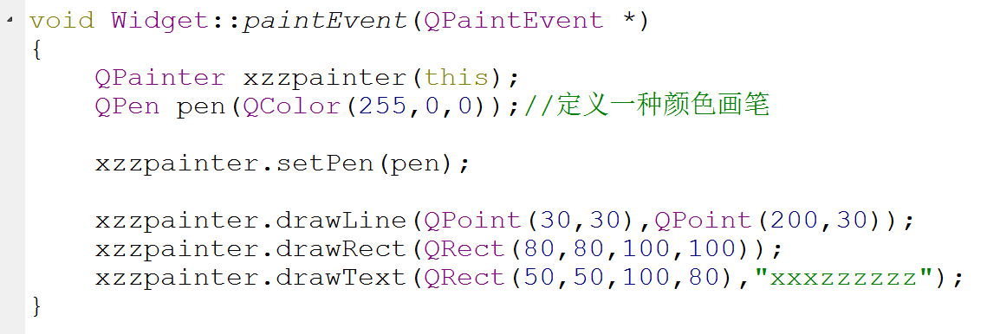 void Widget::paintEvent(QPaintEvent *)
{
    QPainter xzzpainter(this);
    QPen pen(QColor(255,0,0));//定义一种颜色画笔
    xzzpainter.setPen(pen);
    xzzpainter.drawLine(QPoint(30,30),QPoint(200,30));
    xzzpainter.drawRect(QRect(80,80,100,100));
    xzzpainter.drawText(QRect(50,50,100,80),"xxxzzzzzz");
}